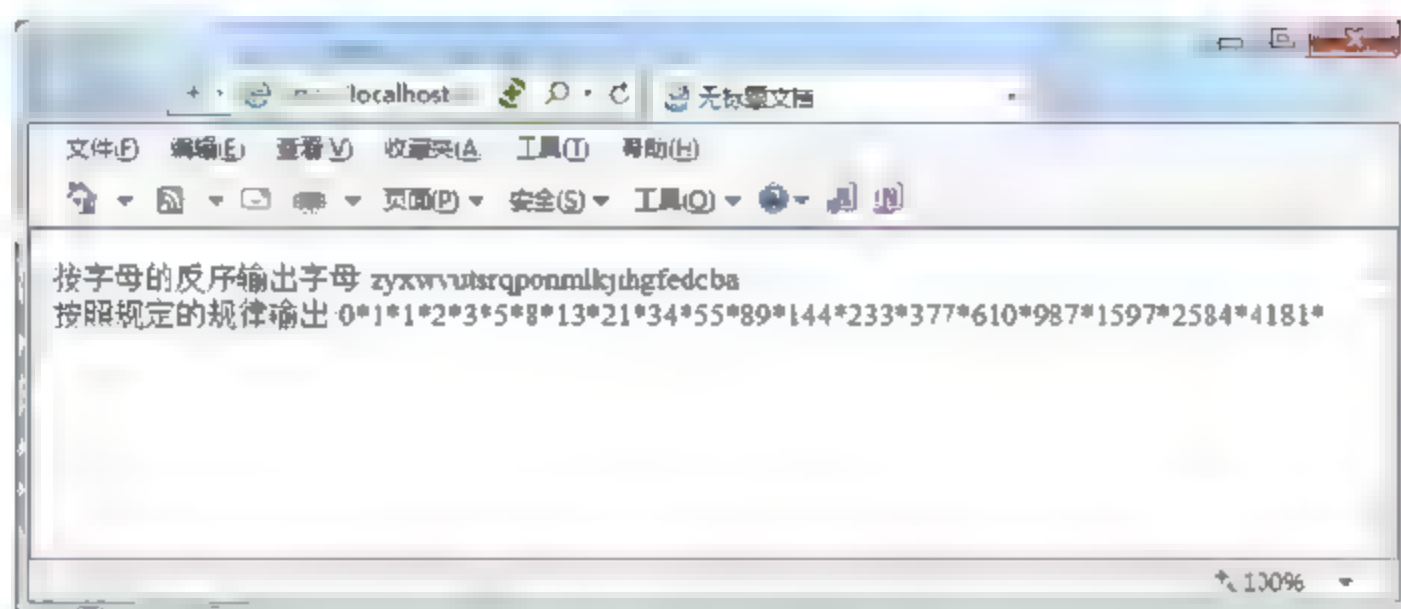 localhost 无标题文档
文件(F) 编辑(E) 查看(V) 收藏夹(A) 工具(T) 帮助(H)
页面(P) 安全(S) 工具(O)
按字母的反序输出字母 zyxwvutsrqponmlkjihgfedcba
按照规定的规律输出 0*1*1*2*3*5*8*13*21*34*55*89*144*233*377*610*987*1597*2584*4181*
100%